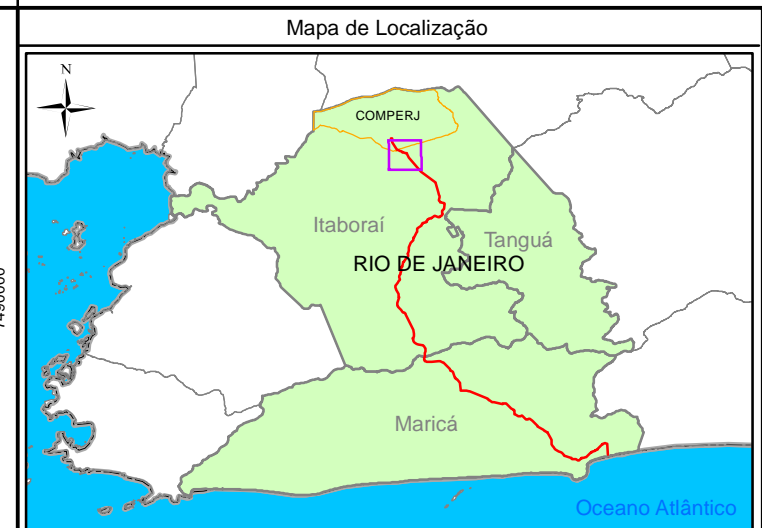 Mapa de Localização
N
COMPERJ
Itaboraí
Tanguá
RIO DE JANEIRO
Maricá
Oceano Atlântico